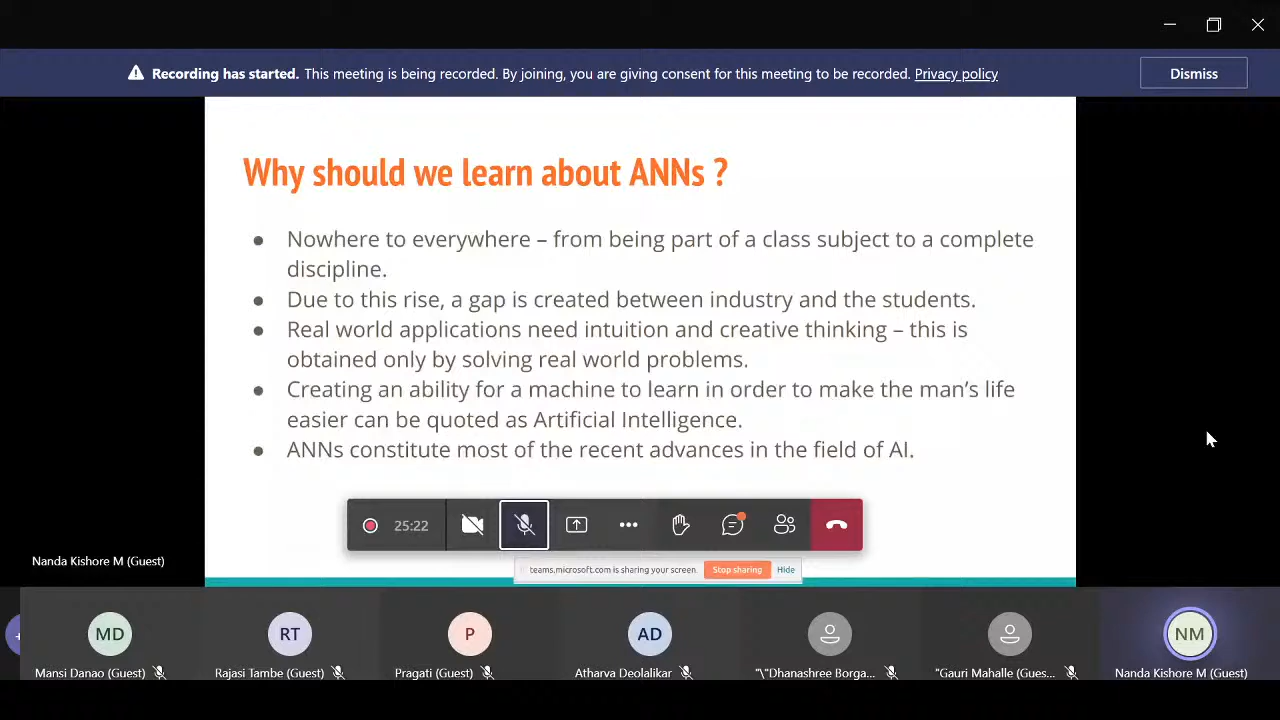 Recording has started. This meeting is being recorded. By joining, you are giving consent for this meeting to be recorded. Privacy policy
Dismiss
Why should we learn about ANNs ?
● Nowhere to everywhere – from being part of a class subject to a complete
discipline.
● Due to this rise, a gap is created between industry and the students.
● Real world applications need intuition and creative thinking – this is
obtained only by solving real world problems.
● Creating an ability for a machine to learn in order to make the man's life
easier can be quoted as Artificial Intelligence.
● ANNs constitute most of the recent advances in the field of AI.
25:22
Nanda Kishore M (Guest)
teams.microsoft.com is sharing your screen. Stop sharing Hide
MD RT P AD NM
Mansi Danao (Guest) Rajasi Tambe (Guest) Pragati (Guest) Atharva Deolalikar "\"Dhanashree Borga... "Gauri Mahalle (Gues... Nanda Kishore M (Guest)